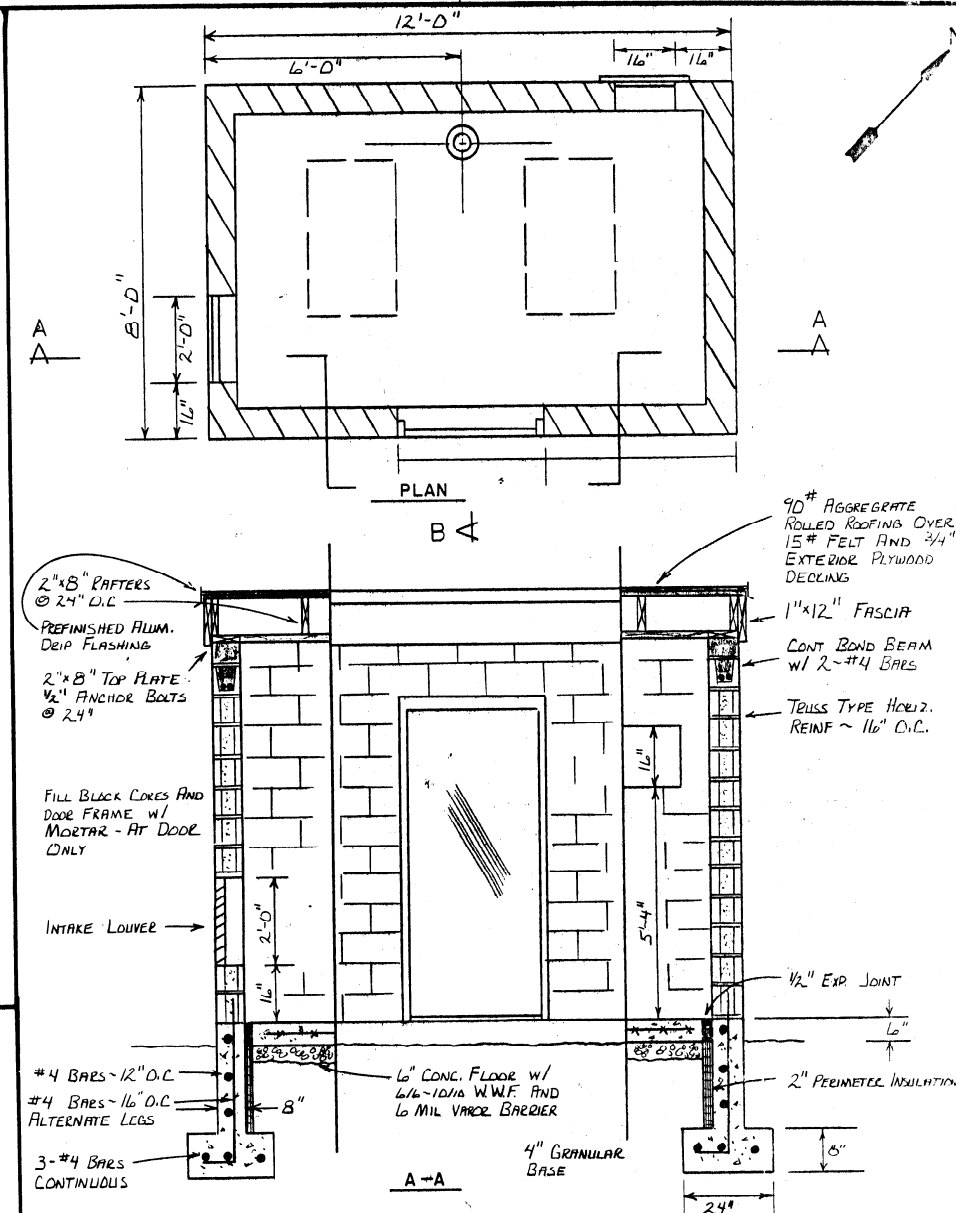 12'-0"
6'-0"
16"
16"
N
8'-0"
2'-0"
16"
A
A
PLAN
B
90# AGGREGRATE
ROLLED ROOFING OVER
15# FELT AND 3/4"
EXTERIOR PLYWOOD
DECKING
2"x8" RAFTERS
@ 24" O.C
PREFINISHED ALUM.
DRIP FLASHING
2"x8" TOP PLATE
1/2" ANCHOR BOLTS
@ 24"
1"x12" FASCIA
CONT BOND BEAM
W/ 2-#4 BARS
TRUSS TYPE HORIZ.
REINF ~ 16" O.C.
16"
FILL BLOCK CORES AND
DOOR FRAME W/
MORTAR - AT DOOR
ONLY
INTAKE LOUVER
2'-0"
16"
5'-4"
1/2" EXP. JOINT
6"
#4 BARS ~ 12" O.C
#4 BARS ~ 16" O.C
ALTERNATE LEGS
8"
6" CONC. FLOOR W/
6/6-10/10 W.W.F. AND
6 MIL VAPOR BARRIER
2" PERIMETER INSULATION
3-#4 BARS
CONTINUOUS
4" GRANULAR
BASE
8"
A-A
24"